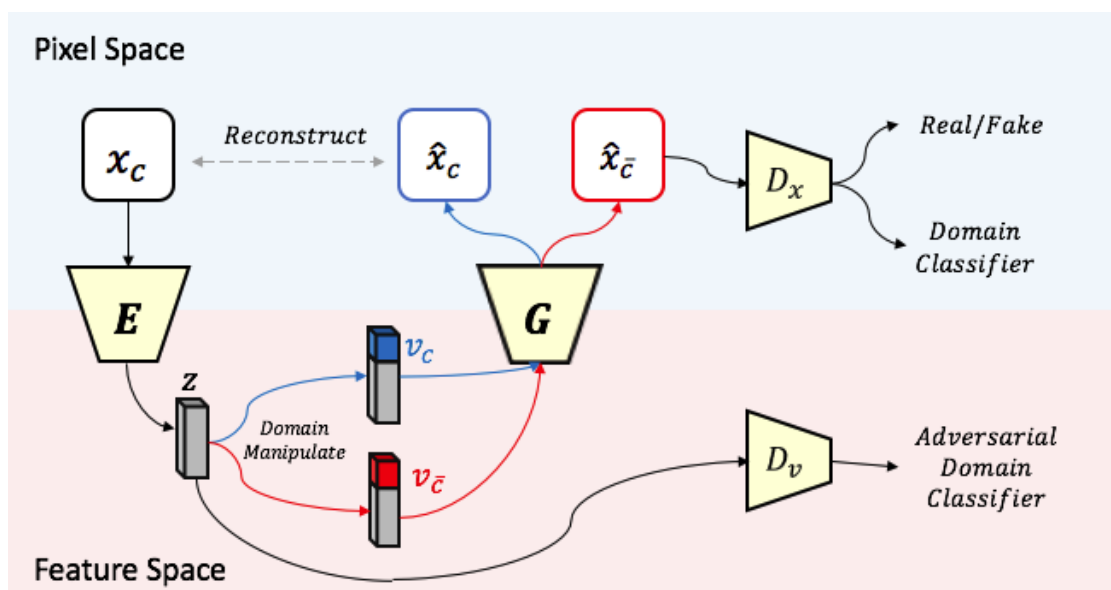 Pixel Space
x_c
Reconstruct
x̂_c
x̂_c̄
D_x
Real/Fake
Domain
Classifier
E
G
z
v_c
Domain
Manipulate
v_c̄
D_v
Adversarial
Domain
Classifier
Feature Space